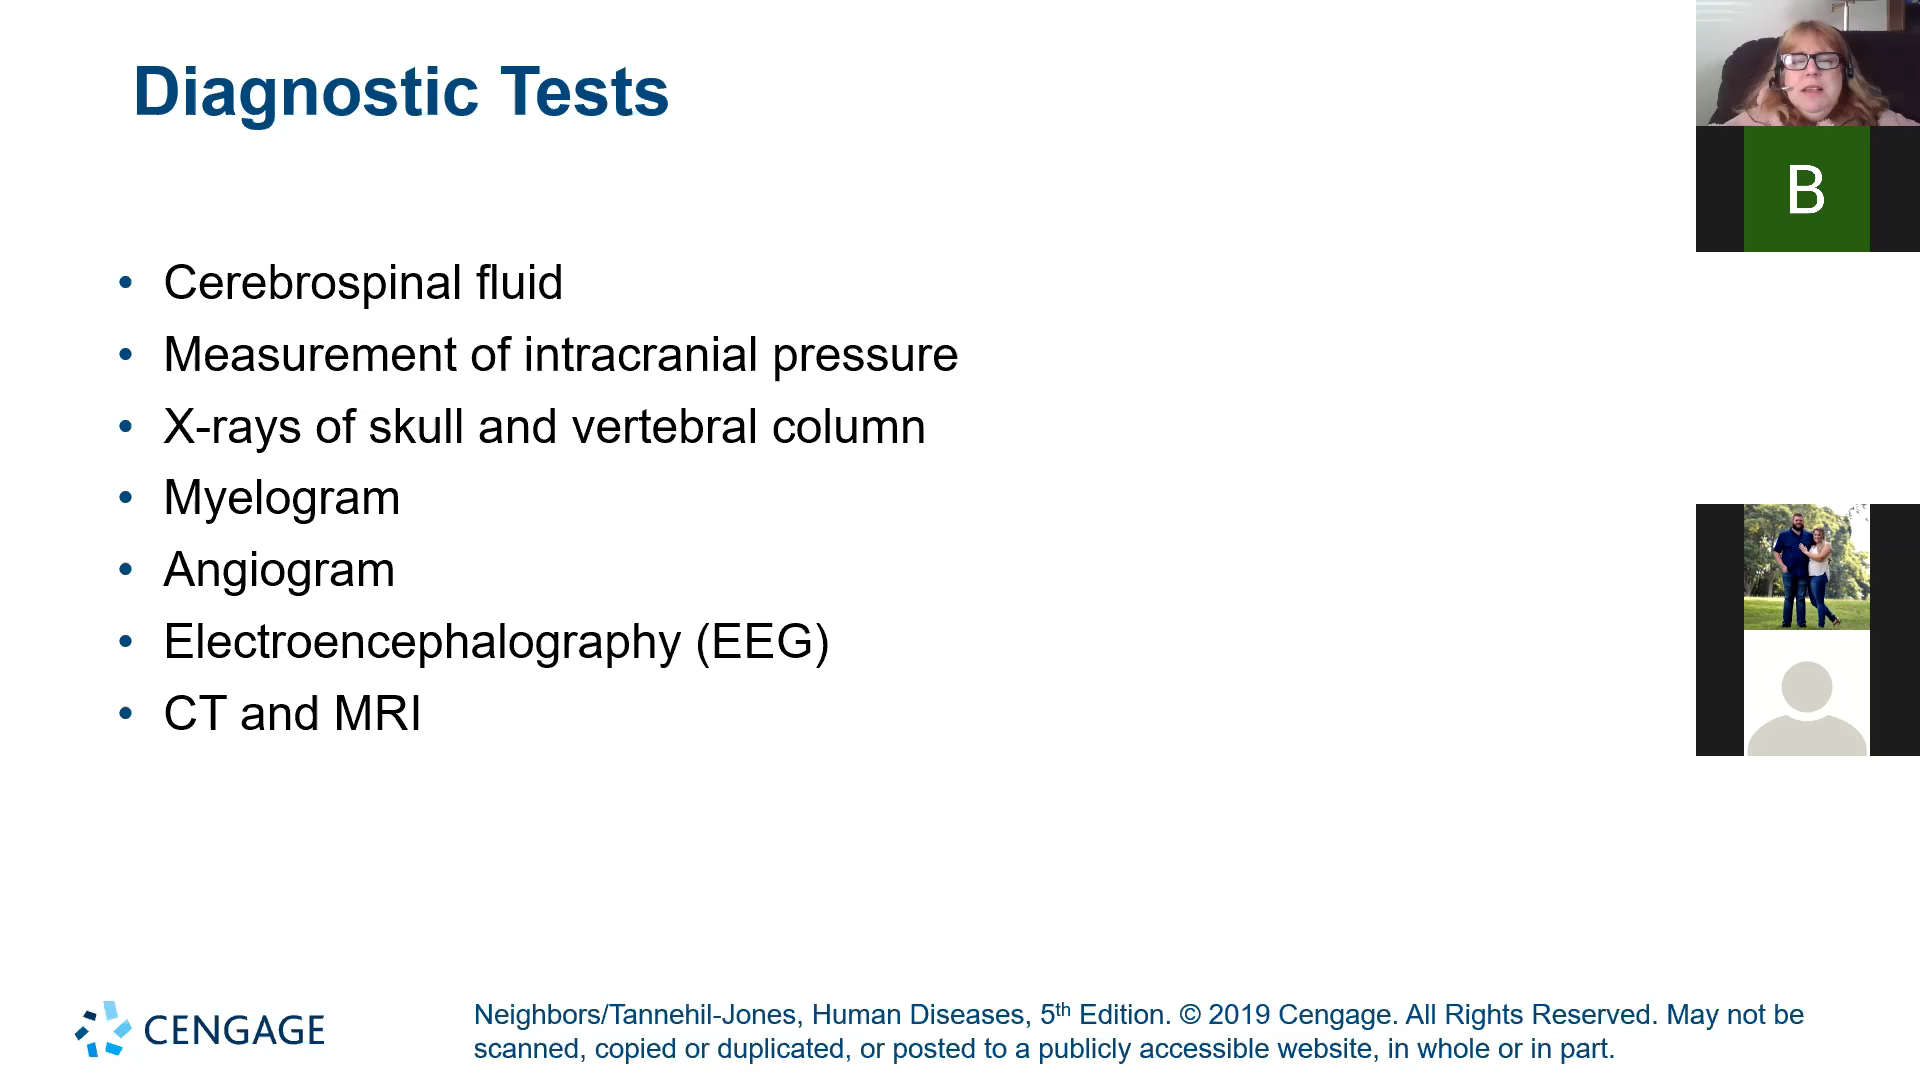 Diagnostic Tests
B
• Cerebrospinal fluid
• Measurement of intracranial pressure
• X-rays of skull and vertebral column
• Myelogram
• Angiogram
• Electroencephalography (EEG)
• CT and MRI
CENGAGE
Neighbors/Tannehil-Jones, Human Diseases, 5th Edition. © 2019 Cengage. All Rights Reserved. May not be
scanned, copied or duplicated, or posted to a publicly accessible website, in whole or in part.